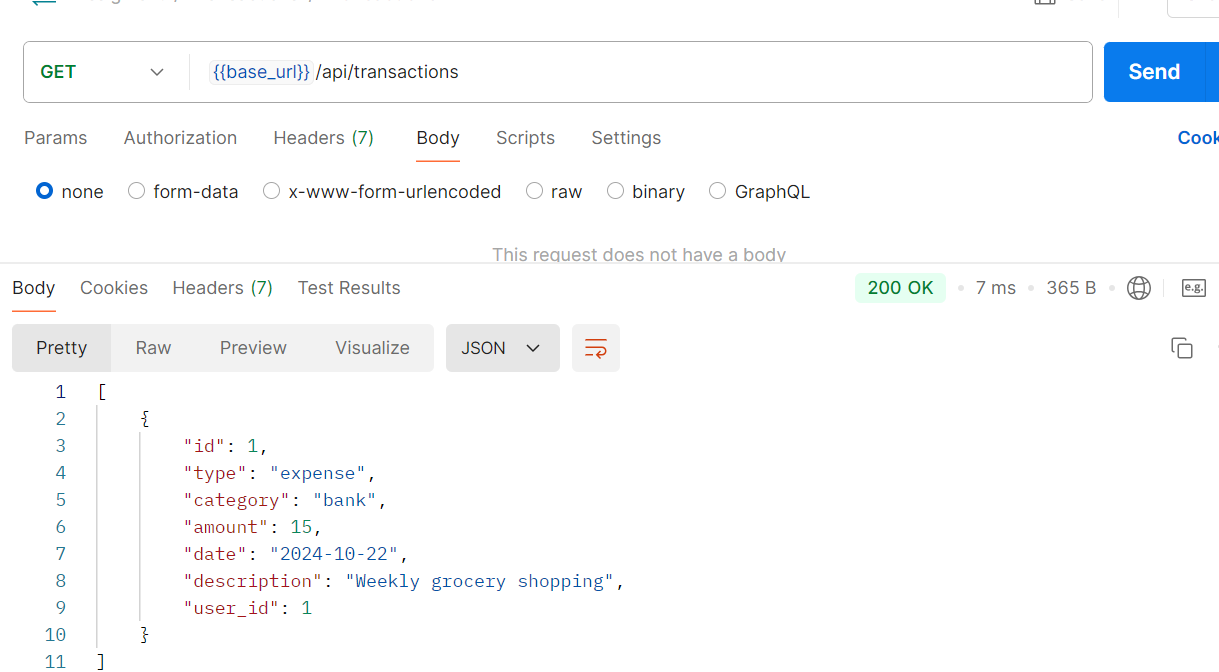 GET {{base_url}}/api/transactions Send
Params Authorization Headers (7) Body Scripts Settings Cook
none form-data x-www-form-urlencoded raw binary GraphQL
This request does not have a body
Body Cookies Headers (7) Test Results 200 OK 7 ms 365 B e.g.
Pretty Raw Preview Visualize JSON
1 [
2 {
3 "id": 1,
4 "type": "expense",
5 "category": "bank",
6 "amount": 15,
7 "date": "2024-10-22",
8 "description": "Weekly grocery shopping",
9 "user_id": 1
10 }
11 ]